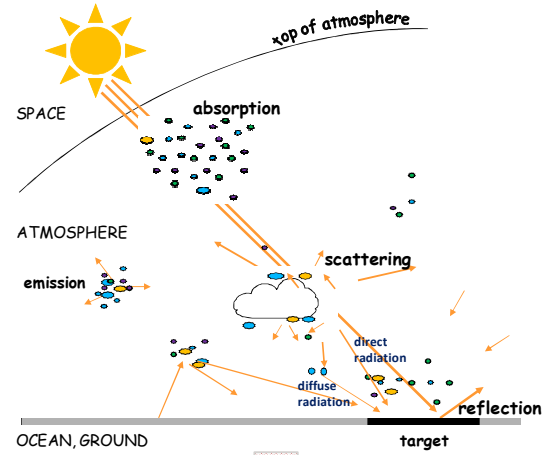 top of atmosphere
SPACE
absorption
ATMOSPHERE
scattering
emission
direct
radiation
diffuse
radiation
reflection
OCEAN, GROUND
target